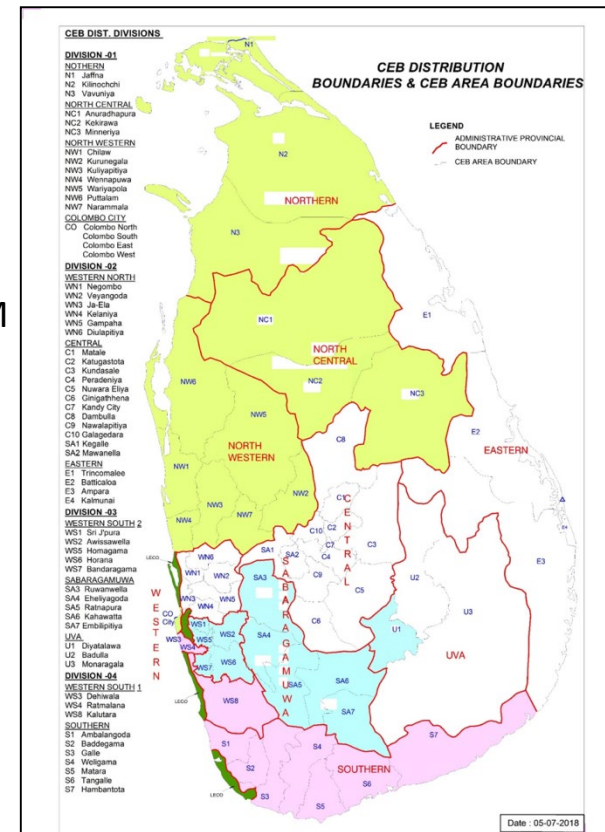 CEB DIST. DIVISIONS
DIVISION -01
NOTHERN
N1 Jaffna
N2 Kilinochchi
N3 Vavuniya
NORTH CENTRAL
NC1 Anuradhapura
NC2 Kekirawa
NC3 Minneriya
NORTH WESTERN
NW1 Chilaw
NW2 Kurunegala
NW3 Kuliyapitiya
NW4 Wennapuwa
NW5 Wariyapola
NW6 Puttalam
NW7 Narammala
COLOMBO CITY
CO Colombo North
Colombo South
Colombo East
Colombo West
DIVISION -02
WESTERN NORTH
WN1 Negombo
WN2 Veyangoda
WN3 Ja-Ela
WN4 Kelaniya
WN5 Gampaha
WN6 Diulapitiya
CENTRAL
C1 Matale
C2 Katugastota
C3 Kundasale
C4 Peradeniya
C5 Nuwara Eliya
C6 Ginigathhena
C7 Kandy City
C8 Dambulla
C9 Nawalapitiya
C10 Galagedara
SA1 Kegalle
SA2 Mawanella
EASTERN
E1 Trincomalee
E2 Batticaloa
E3 Ampara
E4 Kalmunai
DIVISION -03
WESTERN SOUTH 2
WS1 Sri J'pura
WS2 Awissawella
WS5 Homagama
WS6 Horana
WS7 Bandaragama
SABARAGAMUWA
SA3 Ruwanwella
SA4 Eheliyagoda
SA5 Ratnapura
SA6 Kahawatta
SA7 Embilipitiya
UVA
U1 Diyatalawa
U2 Badulla
U3 Monaragala
DIVISION -04
WESTERN SOUTH 1
WS3 Dehiwala
WS4 Ratmalana
WS8 Kalutara
SOUTHERN
S1 Ambalangoda
S2 Baddegama
S3 Galle
S4 Weligama
S5 Matara
S6 Tangalle
S7 Hambantota
M
CEB DISTRIBUTION
BOUNDARIES & CEB AREA BOUNDARIES
LEGEND
ADMINISTRATIVE PROVINCIAL
BOUNDARY
CEB AREA BOUNDARY
N1
N2
NORTHERN
N3
NC1
E1
NORTH
CENTRAL
NC2
NC3
NW6
NW5
E2
C8
EASTERN
NORTH
WESTERN
NW1
NW2
NW3
NW7
NW4
C1
C10
C2
C7
C3
C4
CENTRAL
E4
E3
LECO
WN6
SA1
SA2
WN1
WN2
SA3
C9
C5
U2
U3
WN3
WN5
WN4
C6
WESTERN
CO
City
WS1
WS2
SA4
SABARAGAMUWA
U1
WS3
WS5
WS4
WS6
WS7
UVA
SA6
SA5
LECO
WS8
SA7
S7
S1
S4
SOUTHERN
S2
S6
LECO
S3
S5
Date : 05-07-2018